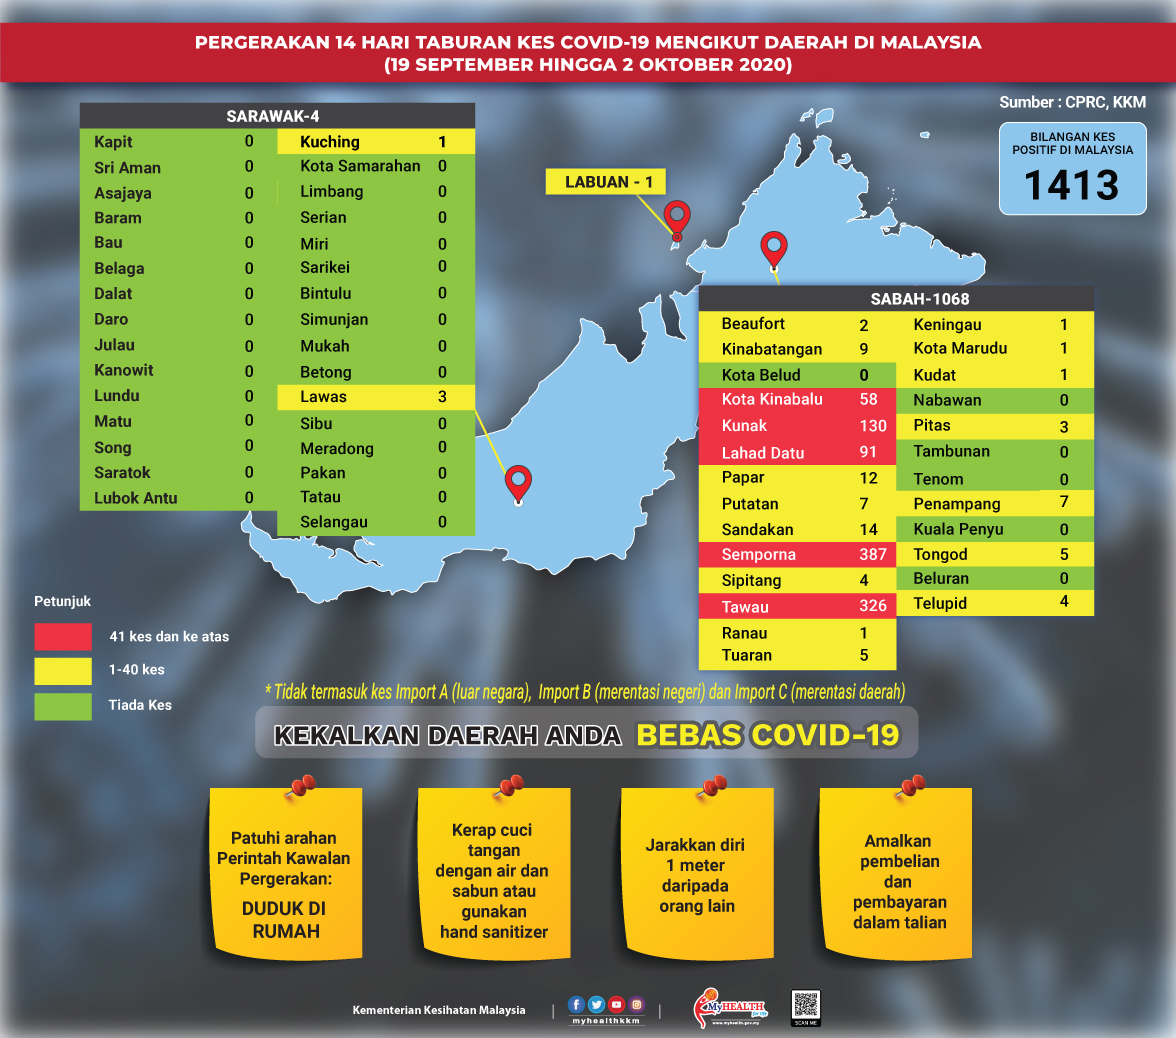 PERGERAKAN 14 HARI TABURAN KES COVID-19 MENGIKUT DAERAH DI MALAYSIA
(19 SEPTEMBER HINGGA 2 OKTOBER 2020)
Sumber : CPRC, KKM
BILANGAN KES
POSITIF DI MALAYSIA
1413
SARAWAK-4
Kapit 0 Kuching 1
Sri Aman 0 Kota Samarahan 0
Asajaya 0 Limbang 0
Baram 0 Serian 0
Bau 0 Miri 0
Belaga 0 Sarikei 0
Dalat 0 Bintulu 0
Daro 0 Simunjan 0
Julau 0 Mukah 0
Kanowit 0 Betong 0
Lundu 0 Lawas 3
Matu 0 Sibu 0
Song 0 Meradong 0
Saratok 0 Pakan 0
Lubok Antu 0 Tatau 0
Selangau 0
LABUAN - 1
SABAH-1068
Beaufort 2 Keningau 1
Kinabatangan 9 Kota Marudu 1
Kota Belud 0 Kudat 1
Kota Kinabalu 58 Nabawan 0
Kunak 130 Pitas 3
Lahad Datu 91 Tambunan 0
Papar 12 Tenom 0
Putatan 7 Penampang 7
Sandakan 14 Kuala Penyu 0
Semporna 387 Tongod 5
Sipitang 4 Beluran 0
Tawau 326 Telupid 4
Ranau 1
Tuaran 5
Petunjuk
41 kes dan ke atas
1-40 kes
Tiada Kes
* Tidak termasuk kes Import A (luar negara), Import B (merentasi negeri) dan Import C (merentasi daerah)
KEKALKAN DAERAH ANDA BEBAS COVID-19
Patuhi arahan
Perintah Kawalan
Pergerakan:
DUDUK DI
RUMAH
Kerap cuci
tangan
dengan air dan
sabun atau
gunakan
hand sanitizer
Jarakkan diri
1 meter
daripada
orang lain
Amalkan
pembelian
dan
pembayaran
dalam talian
Kementerian Kesihatan Malaysia
myhealthkkm
MyHEALTH
for life
www.myhealth.gov.my
SCAN ME